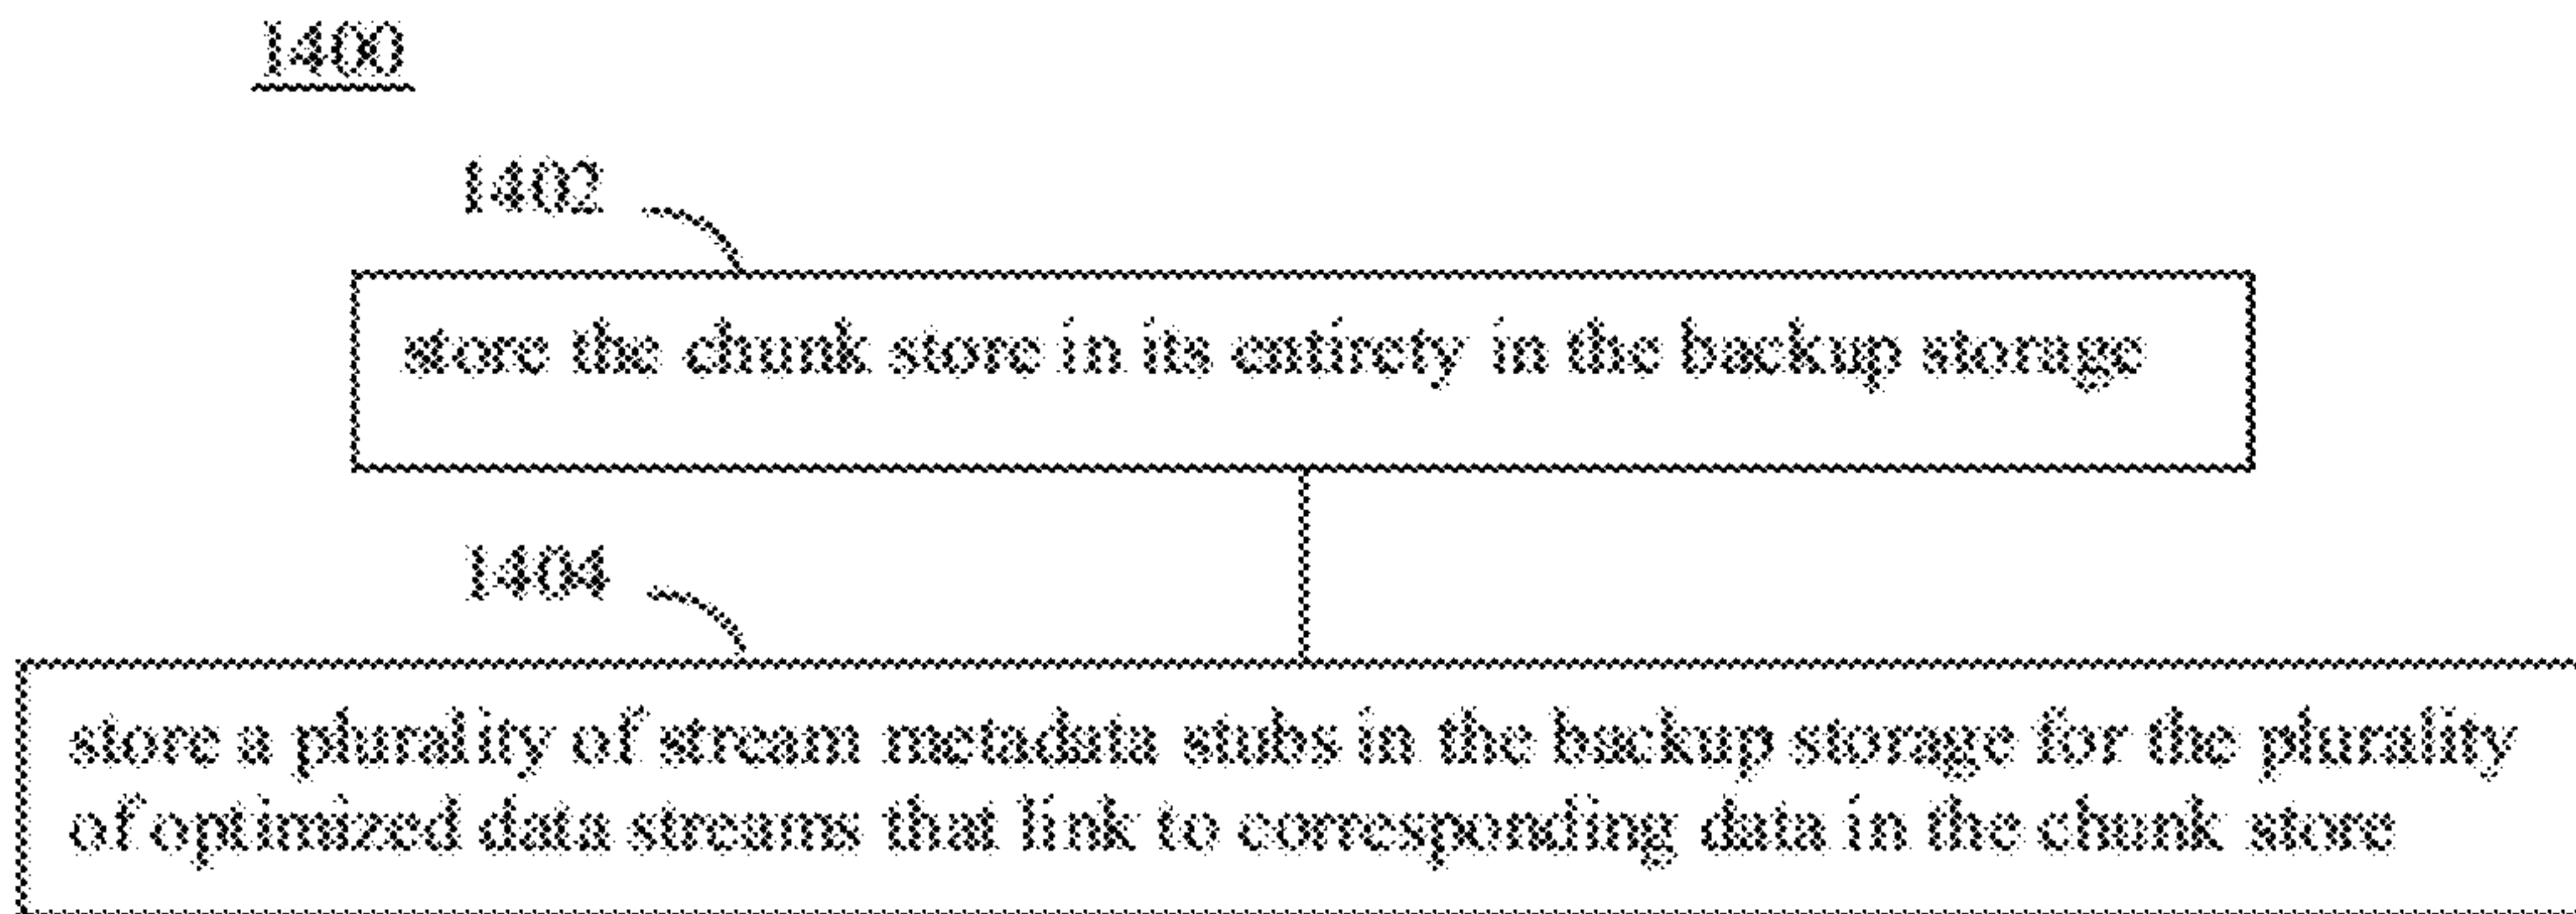 1400
1402
store the chunk store in its entirety in the backup storage
1404
store a plurality of stream metadata stubs in the backup storage for the plurality
of optimized data streams that link to corresponding data in the chunk store